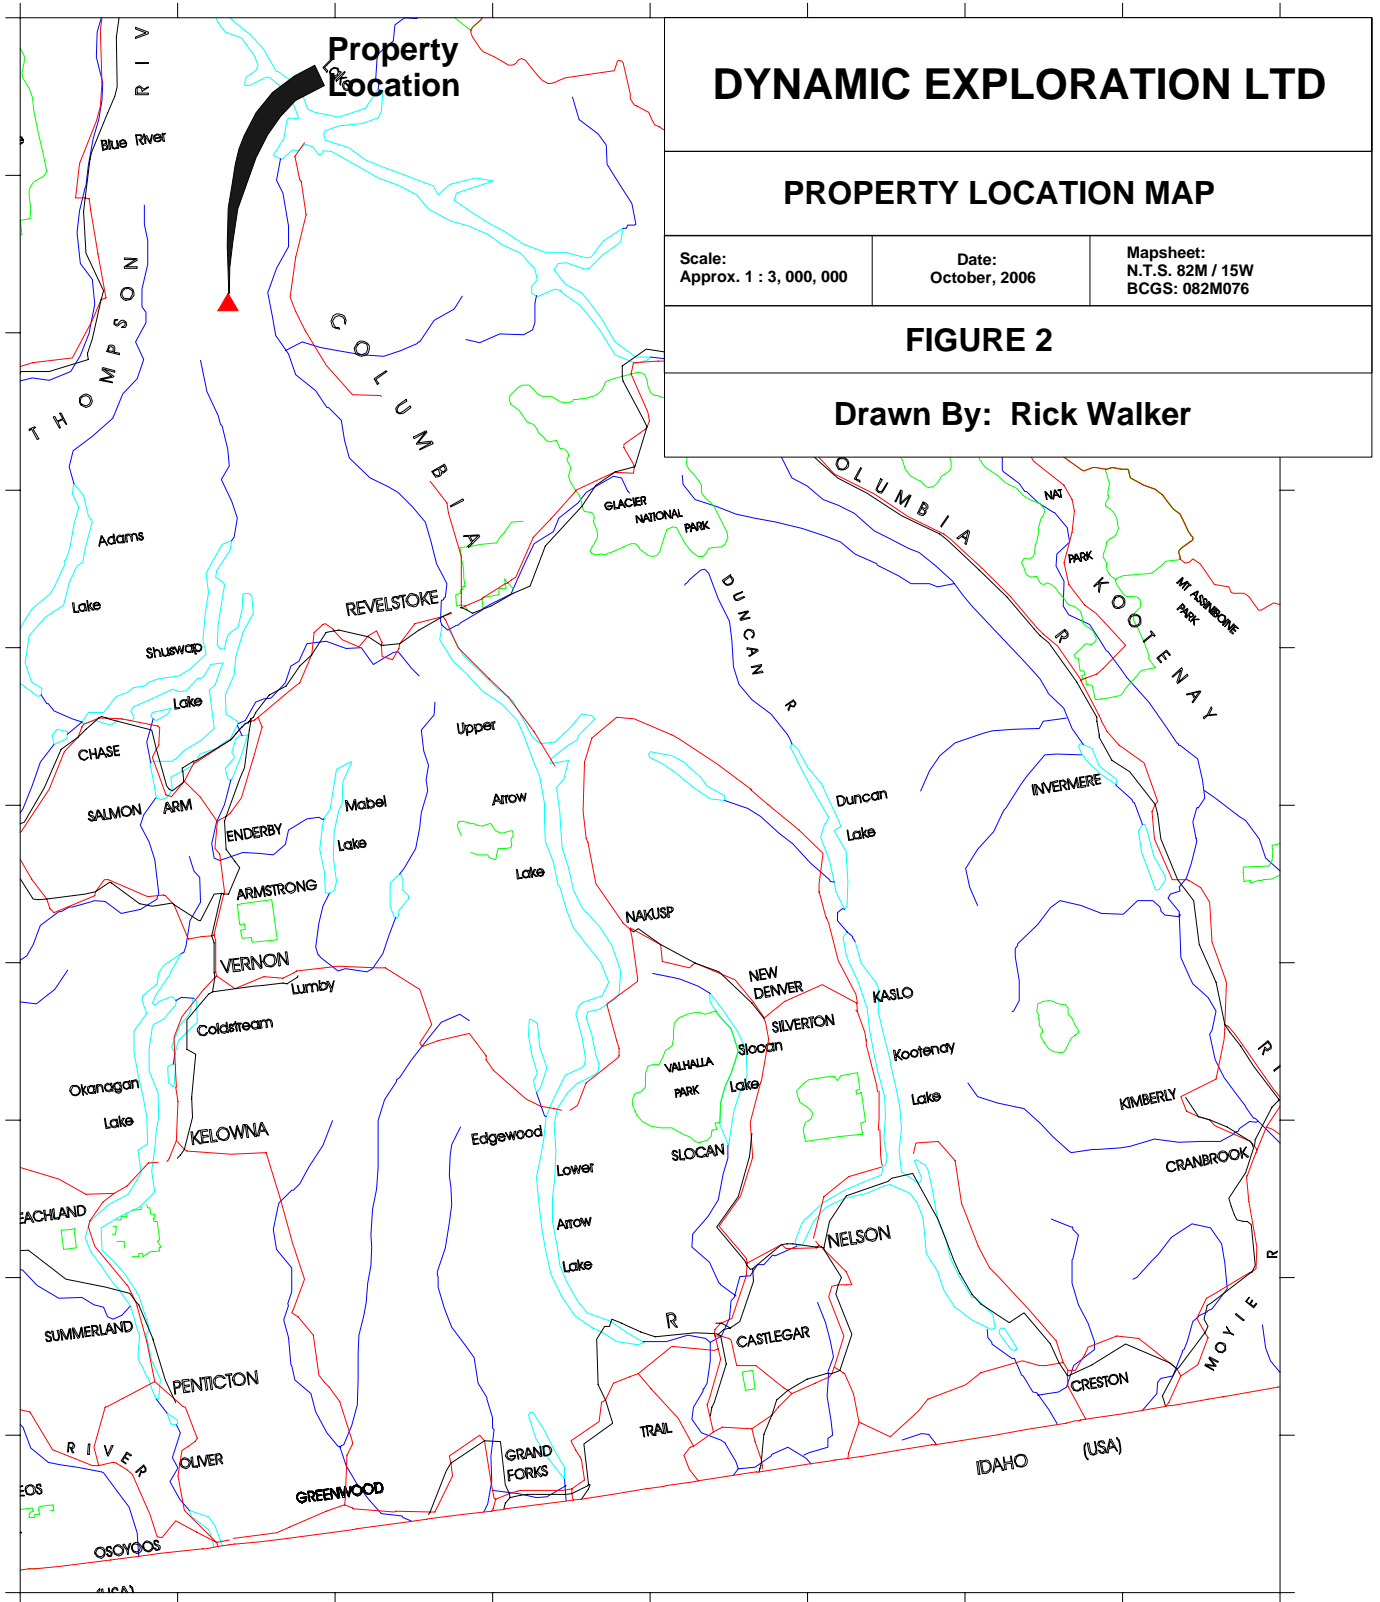 Property
Location
Lake
DYNAMIC EXPLORATION LTD
PROPERTY LOCATION MAP
Scale:
Approx. 1 : 3, 000, 000
Date:
October, 2006
Mapsheet:
N.T.S. 82M / 15W
BCGS: 082M076
FIGURE 2
Drawn By: Rick Walker
RIV
Blue River
THOMPSON
COLUMBIA
OLUMBIA
R
GLACIER
NATIONAL
PARK
NAT
PARK
KOOTENAY
MT ASSINIBOINE
PARK
Adams
Lake
REVELSTOKE
DUNCAN R
Shuswap
Lake
Upper
Arrow
Lake
CHASE
SALMON ARM
ENDERBY
Mabel
Lake
Duncan
Lake
INVERMERE
ARMSTRONG
NAKUSP
VERNON
Lumby
Coldstream
NEW
DENVER
SILVERTON
KASLO
Slocan
Lake
VALHALLA
PARK
Kootenay
Lake
Okanagan
Lake
KELOWNA
Edgewood
SLOCAN
Lower
Arrow
Lake
KIMBERLY
CRANBROOK
R I
R
EACHLAND
NELSON
SUMMERLAND
R
CASTLEGAR
MOYIE
PENTICTON
CRESTON
TRAIL
RIVER
OLIVER
GRAND
FORKS
GREENWOOD
IDAHO (USA)
EOS
OSOYOOS
(USA)